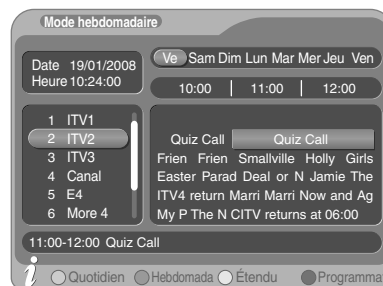 Mode hebdomadaire
Date 19/01/2008
Heure 10:24:00
Ve Sam Dim Lun Mar Mer Jeu Ven
10:00 11:00 12:00
1 ITV1
2 ITV2
3 ITV3
4 Canal
5 E4
6 More 4
Quiz Call Quiz Call
Frien Frien Smallville Holly Girls
Easter Parad Deal or N Jamie The
ITV4 return Marri Marri Now and Ag
My P The N CITV returns at 06:00
11:00-12:00 Quiz Call
i Quotidien Hebdomada Étendu Programma